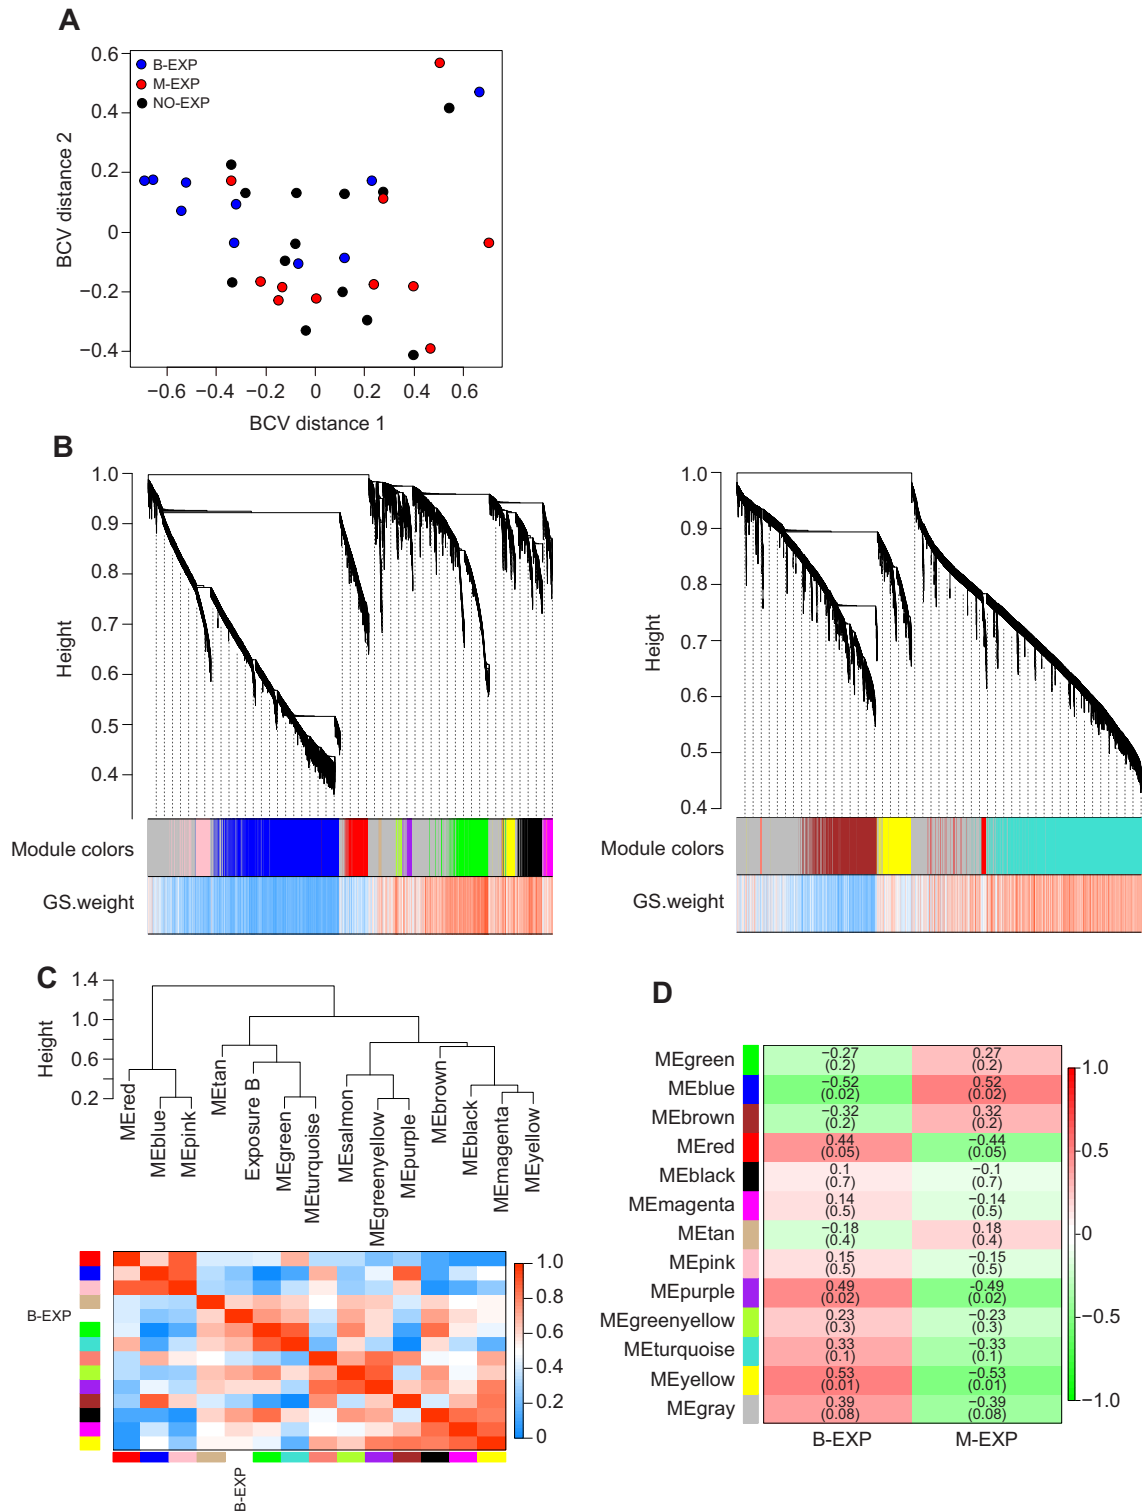 A
0.6
0.4
0.2
0
−0.2
−0.4
BCV distance 2
B-EXP
M-EXP
NO-EXP
−0.6 −0.4 −0.2 0 0.2 0.4 0.6
BCV distance 1
B
1.0
0.9
0.8
0.7
0.6
0.5
0.4
Height
Module colors
GS.weight
1.0
0.9
0.8
0.7
0.6
0.5
0.4
Height
Module colors
GS.weight
C
1.4
1.0
0.6
0.2
Height
MEred
MEblue
MEpink
MEtan
Exposure B
MEgreen
MEturquoise
MEsalmon
MEgreenyellow
MEpurple
MEbrown
MEblack
MEmagenta
MEyellow
B-EXP
B-EXP
1.0
0.8
0.6
0.4
0.2
0
D
MEgreen −0.27 0.27
(0.2) (0.2)
MEblue −0.52 0.52
(0.02) (0.02)
MEbrown −0.32 0.32
(0.2) (0.2)
MEred 0.44 −0.44
(0.05) (0.05)
MEblack 0.1 −0.1
(0.7) (0.7)
MEmagenta 0.14 −0.14
(0.5) (0.5)
MEtan −0.18 0.18
(0.4) (0.4)
MEpink 0.15 −0.15
(0.5) (0.5)
MEpurple 0.49 −0.49
(0.02) (0.02)
MEgreenyellow 0.23 −0.23
(0.3) (0.3)
MEturquoise 0.33 −0.33
(0.1) (0.1)
MEyellow 0.53 −0.53
(0.01) (0.01)
MEgray 0.39 −0.39
(0.08) (0.08)
B-EXP M-EXP
1.0
0.5
0
−0.5
−1.0